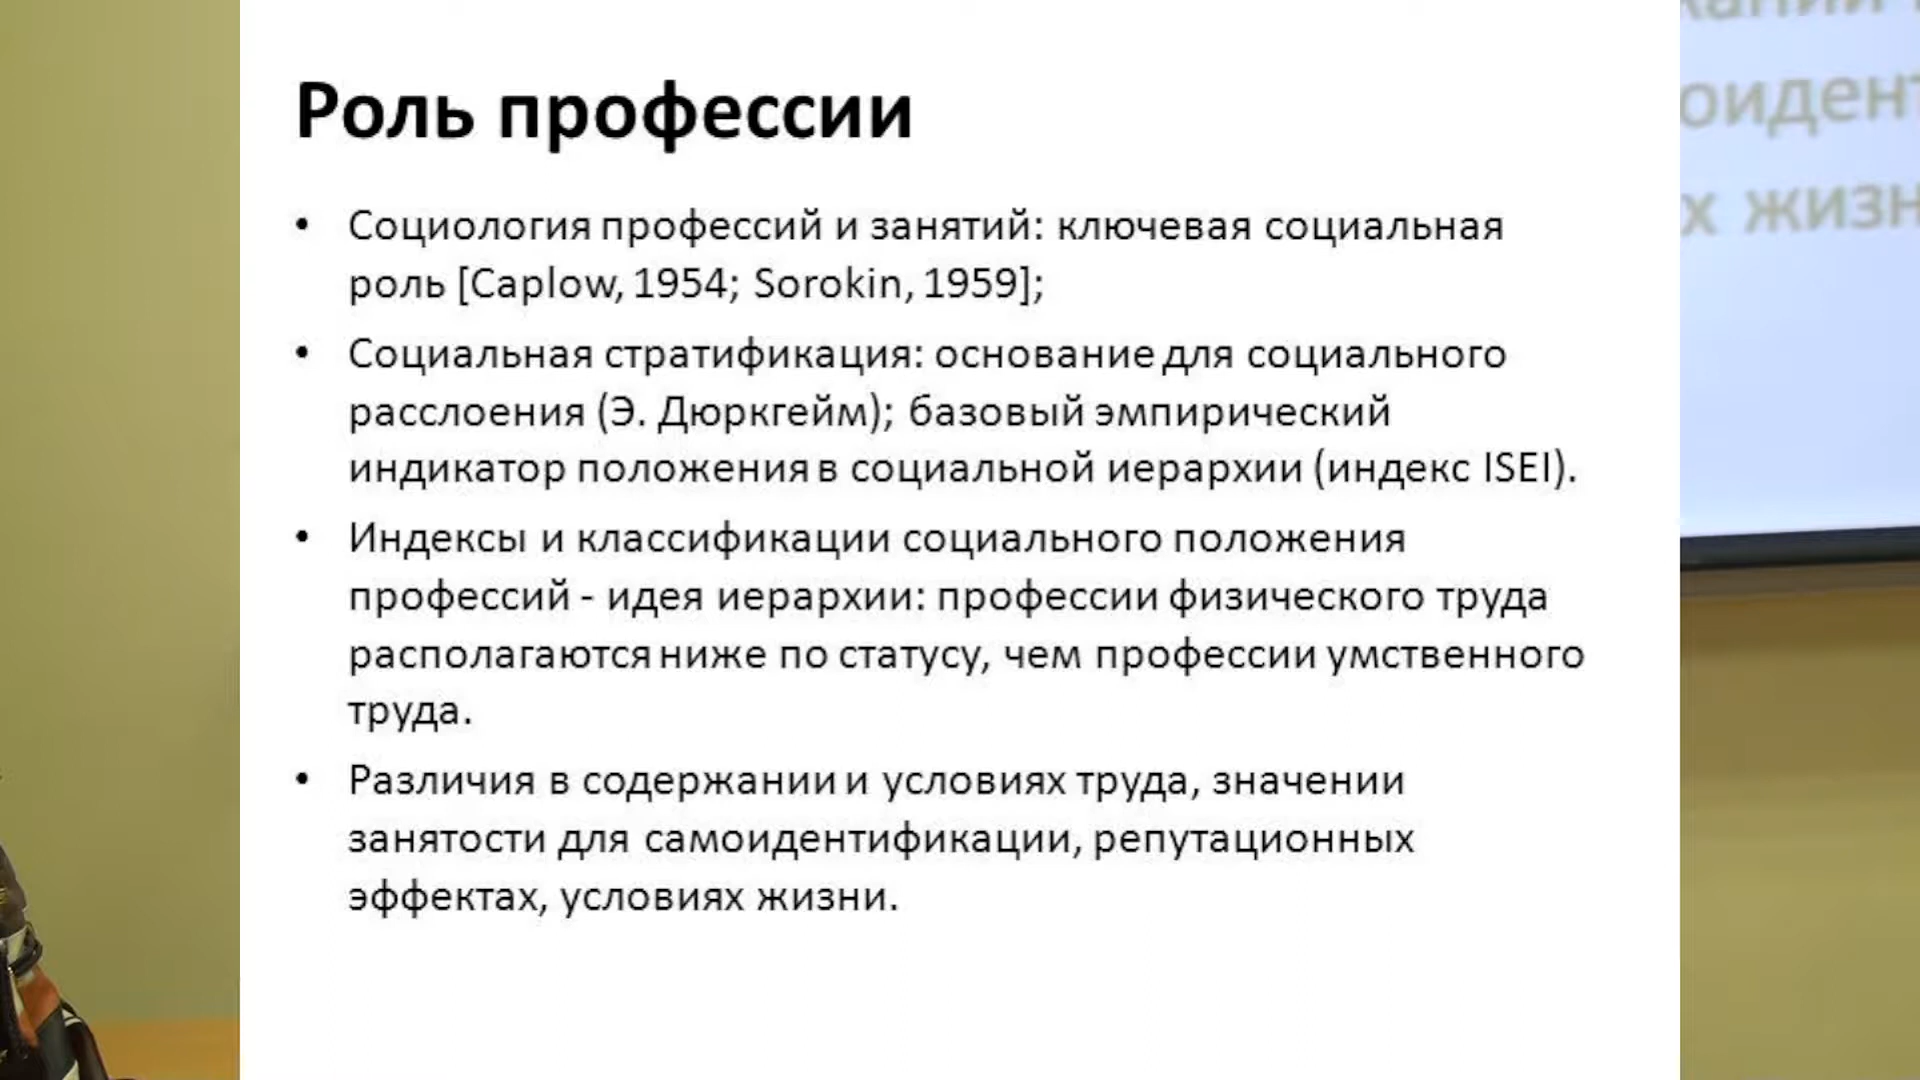 Роль профессии
• Социология профессий и занятий: ключевая социальная
роль [Caplow, 1954; Sorokin, 1959];
• Социальная стратификация: основание для социального
расслоения (Э. Дюркгейм); базовый эмпирический
индикатор положения в социальной иерархии (индекс ISEI).
• Индексы и классификации социального положения
профессий - идея иерархии: профессии физического труда
располагаются ниже по статусу, чем профессии умственного
труда.
• Различия в содержании и условиях труда, значении
занятости для самоидентификации, репутационных
эффектах, условиях жизни.